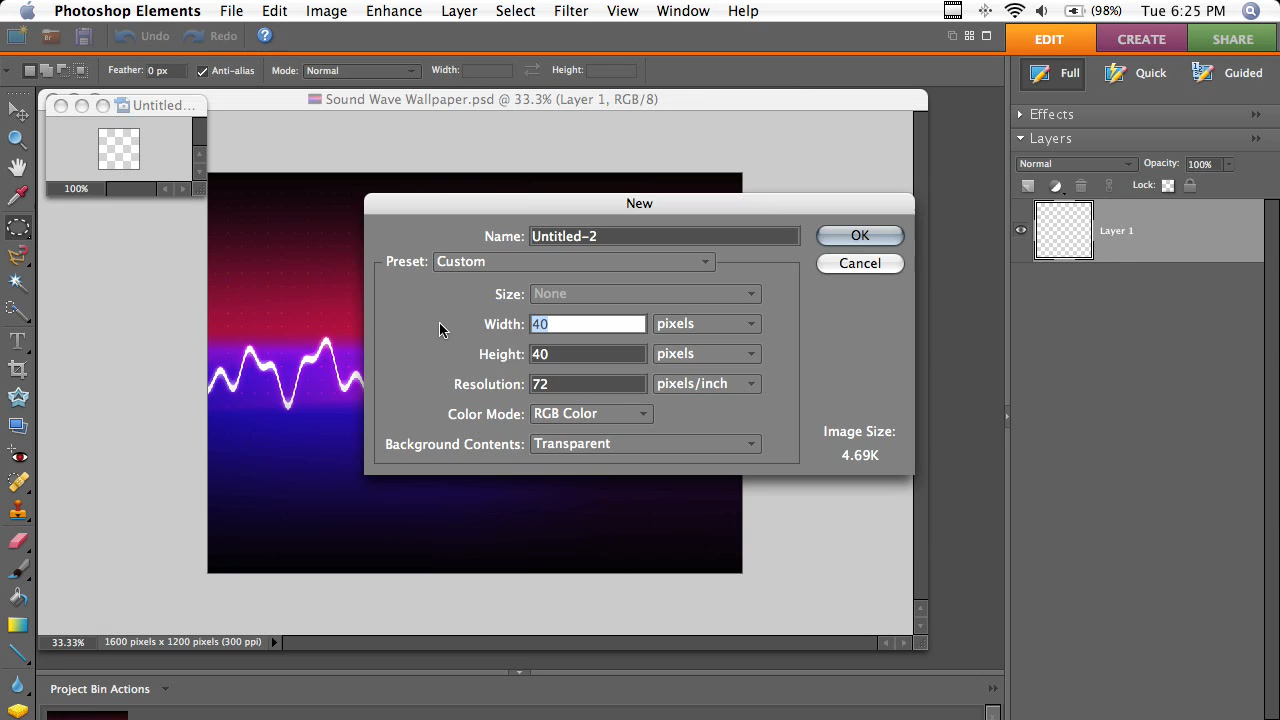 Photoshop Elements File Edit Image Enhance Layer Select Filter View Window Help (98%) Tue 6:25 PM
Br Undo Redo ? EDIT CREATE SHARE
Feather: 0 px Anti-alias Mode: Normal Width: Height: Full Quick Guided
Untitled...
Sound Wave Wallpaper.psd @ 33.3% (Layer 1, RGB/8)
100%
Effects
Layers
Normal Opacity: 100%
Lock:
Layer 1
New
Name: Untitled-2 OK
Preset: Custom Cancel
Size: None
Width: 40 pixels
Height: 40 pixels
Resolution: 72 pixels/inch
Color Mode: RGB Color
Background Contents: Transparent
Image Size:
4.69K
T
33.33% 1600 pixels x 1200 pixels (300 ppi)
Project Bin Actions